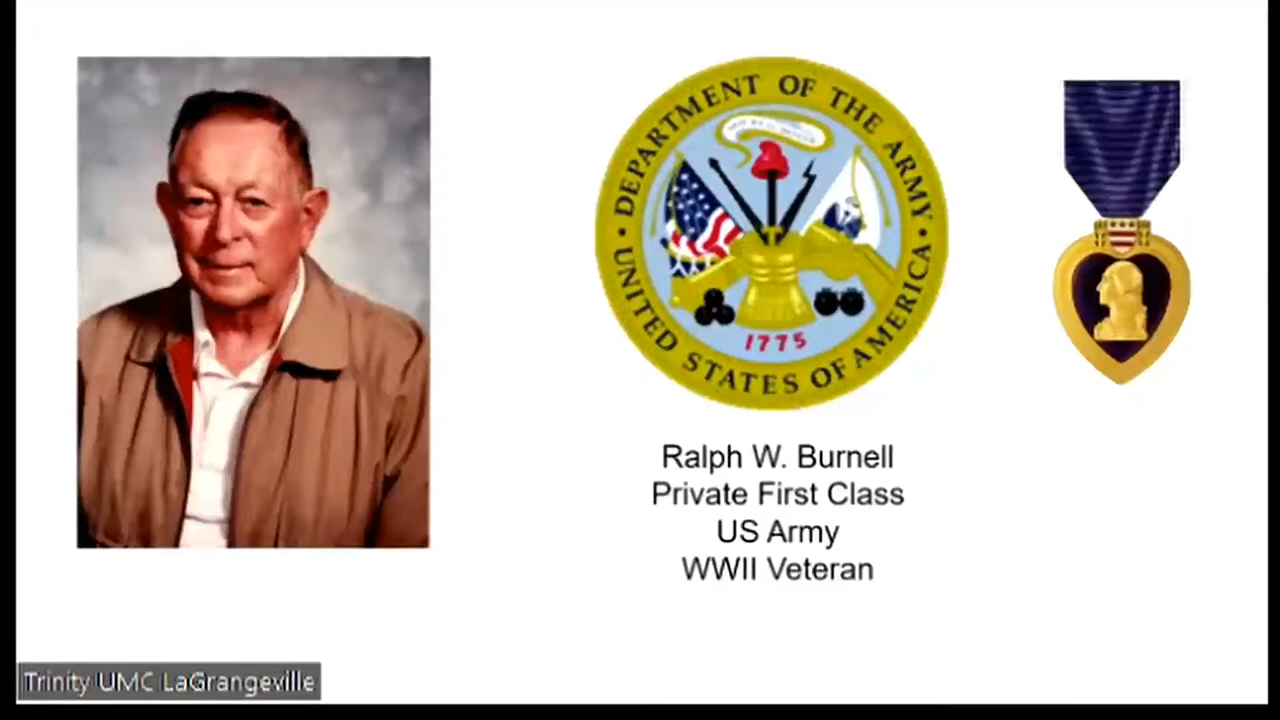 UNITED STATES OF AMERICA • DEPARTMENT OF THE ARMY •
1775
Ralph W. Burnell
Private First Class
US Army
WWII Veteran
Trinity UMC LaGrangeville